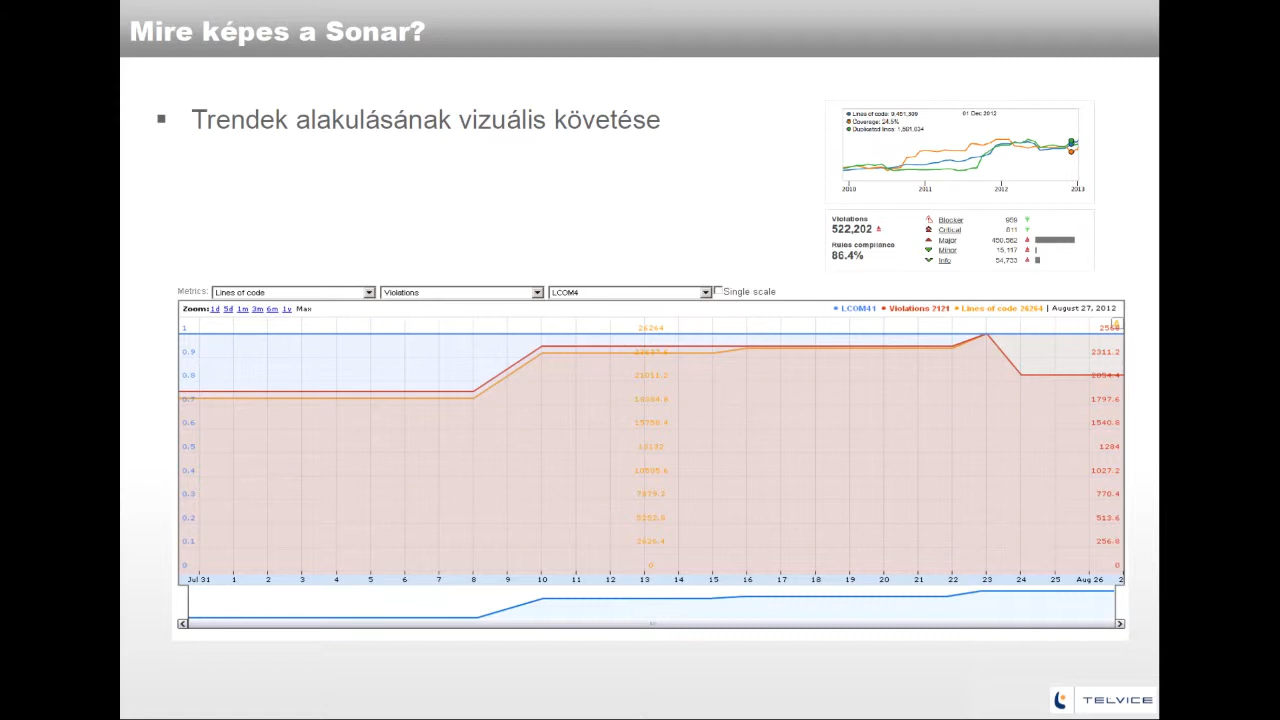 Mire képes a Sonar?
▪ Trendek alakulásának vizuális követése
Lines of code: 9,451,309 01 Dec 2012
Coverage: 24.5%
Duplicated lines: 1,561,034
2010 2011 2012 2013
Violations
522,202
Rules compliance
86.4%
Blocker 959
Critical 811
Major 450,582
Minor 15,117
Info 54,733
Metrics: Lines of code Violations LCOM4 Single scale
Zoom: 1d 5d 1m 3m 6m 1y Max
LCOM4 1 Violations 2121 Lines of code 26264 | August 27, 2012
1 26264 2568
0.9 23637.6 2311.2
0.8 21011.2 2054.4
0.7 18384.8 1797.6
0.6 15758.4 1540.8
0.5 13132 1284
0.4 10505.6 1027.2
0.3 7879.2 770.4
0.2 5252.8 513.6
0.1 2626.4 256.8
0 0 0
Jul 31 1 2 3 4 5 6 7 8 9 10 11 12 13 14 15 16 17 18 19 20 21 22 23 24 25 Aug 26 2
TELVICE